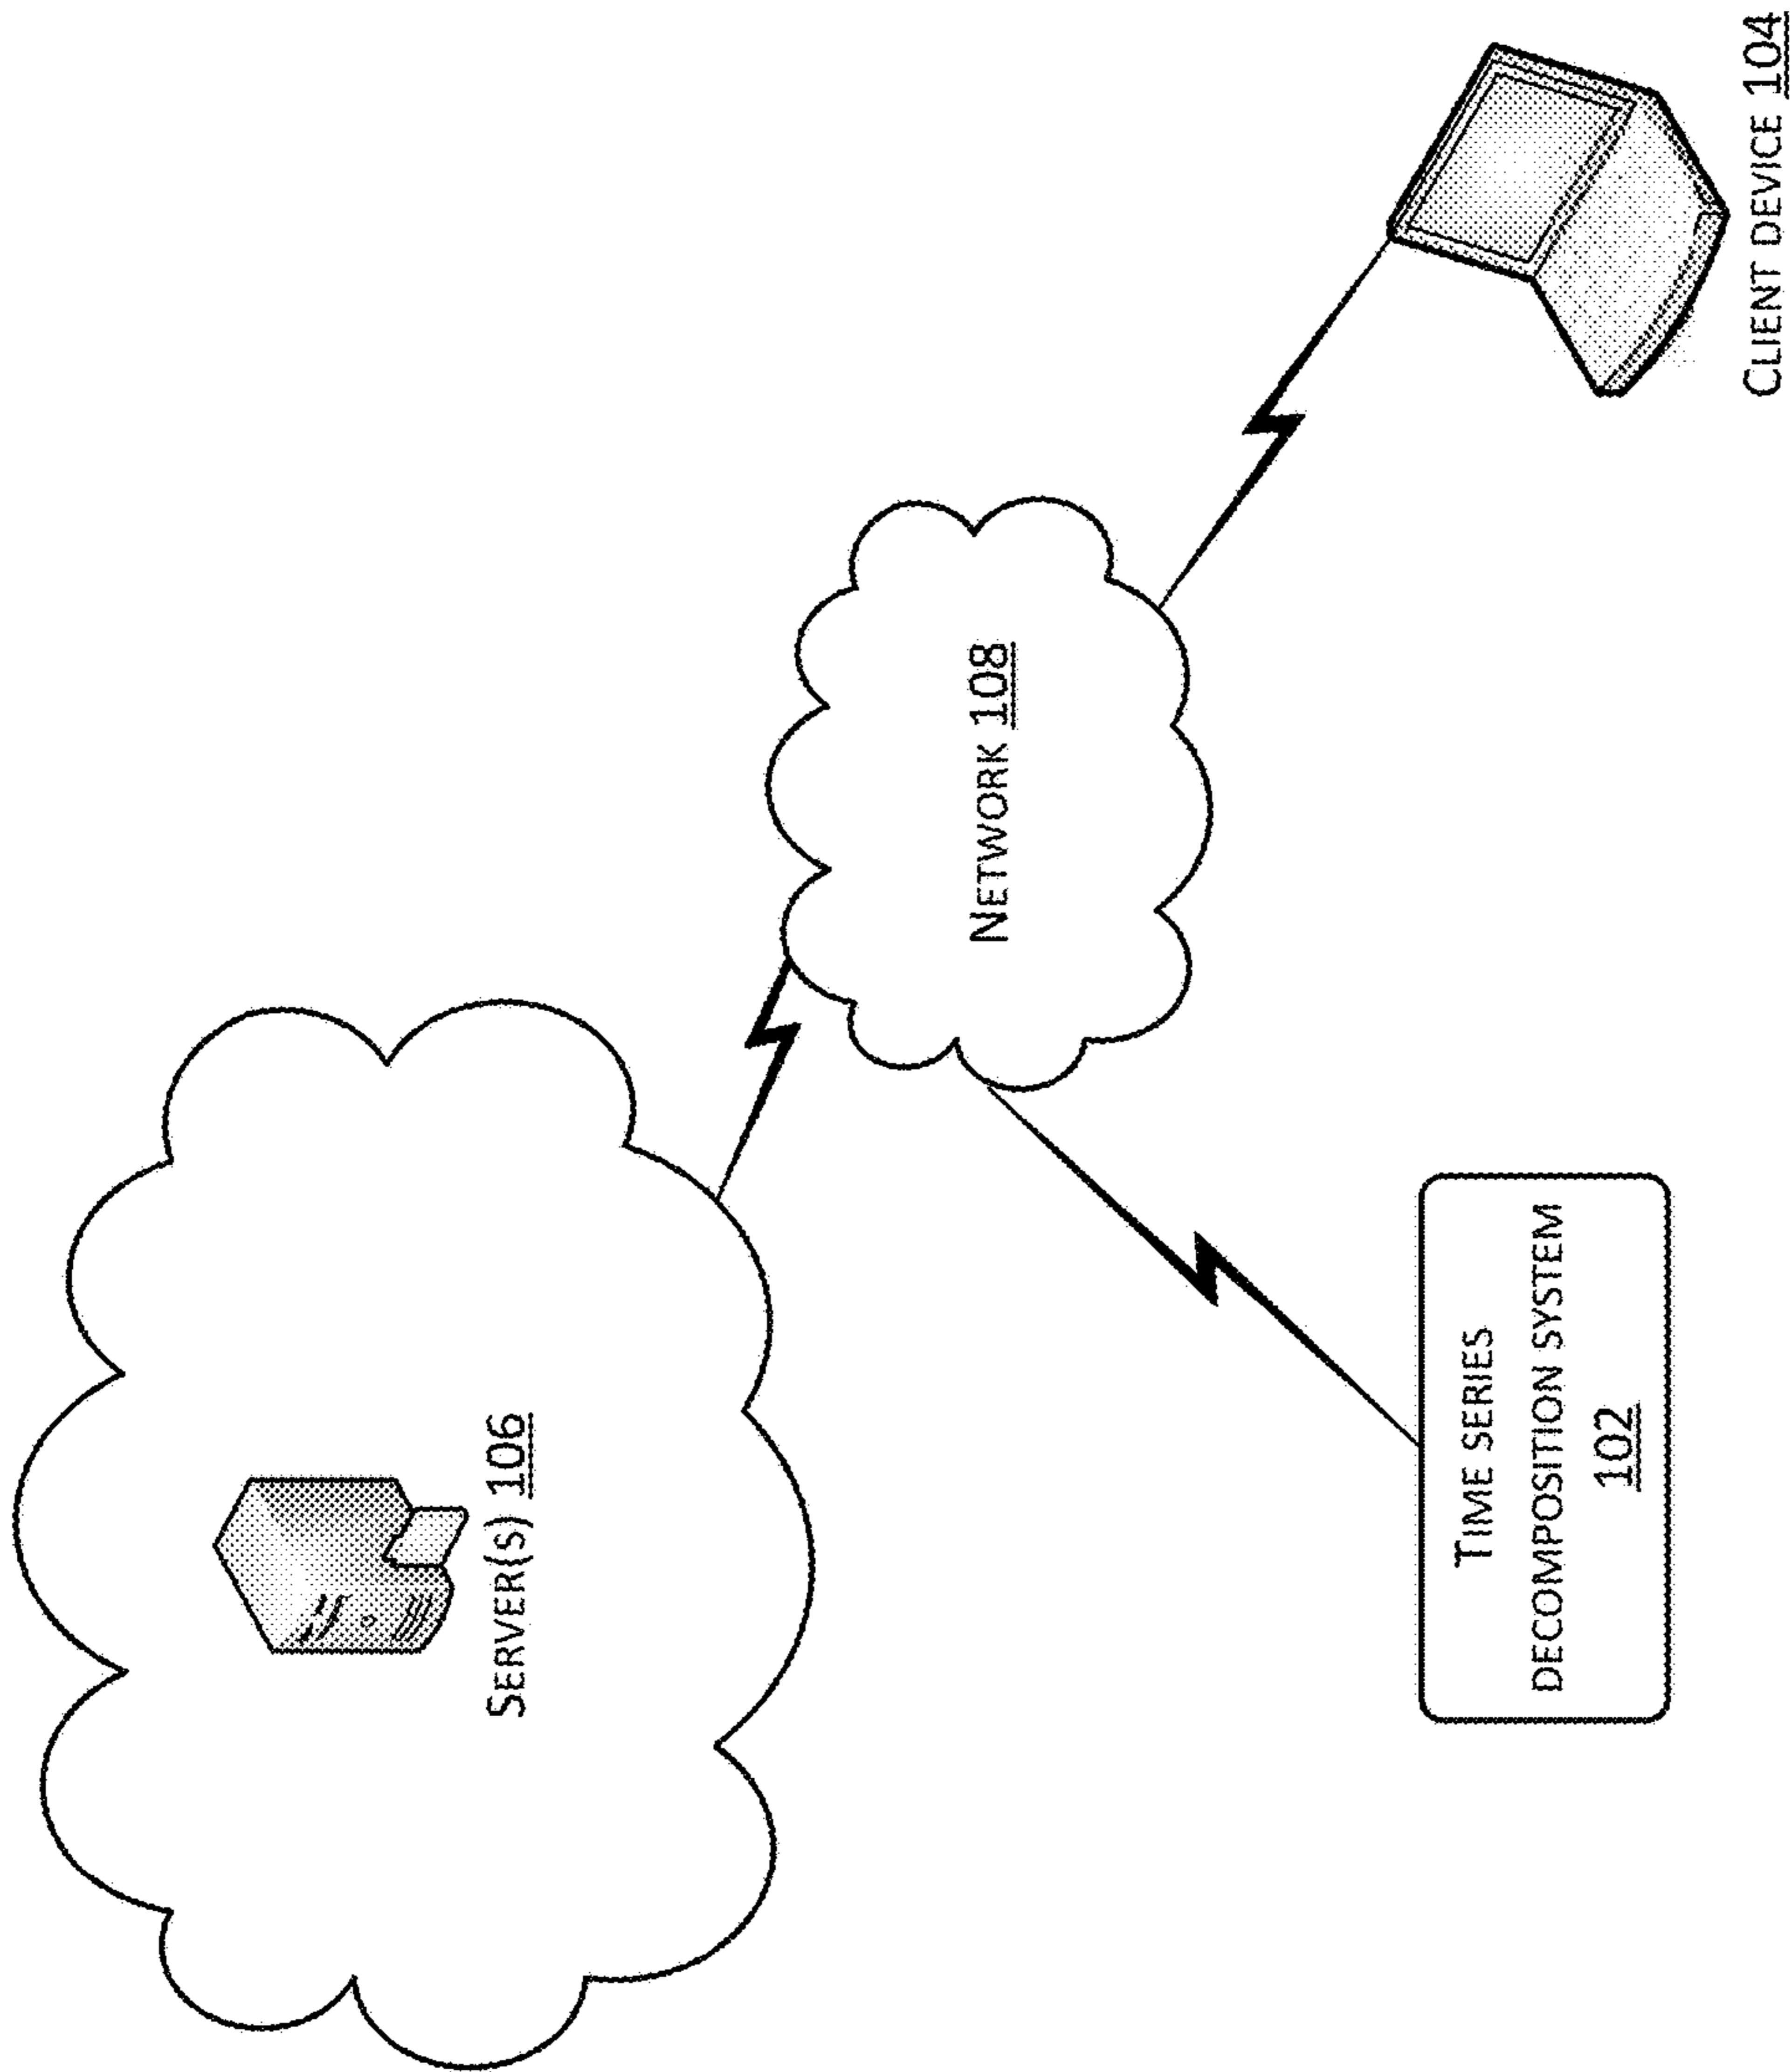 SERVER(S) 106
NETWORK 108
TIME SERIES
DECOMPOSITION SYSTEM
102
CLIENT DEVICE 104